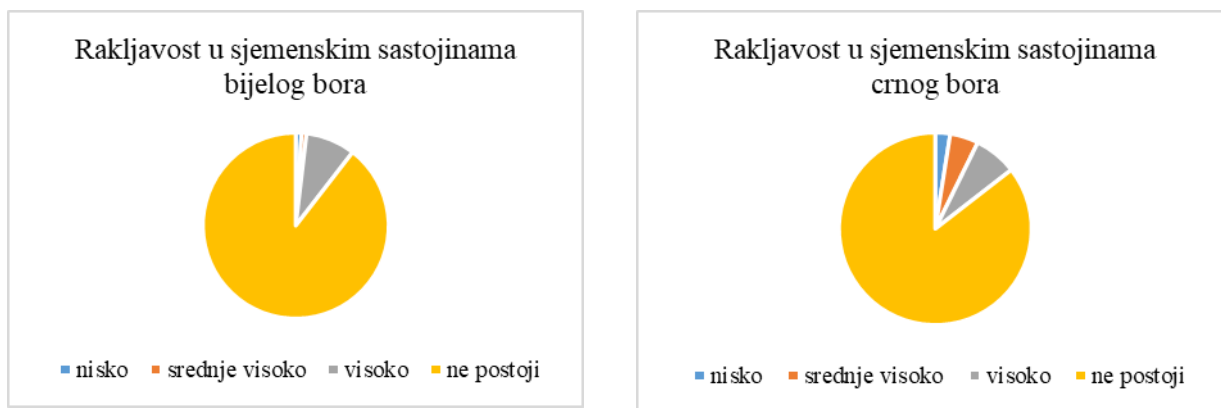 Rakljavost u sjemenskim sastojinama
bijelog bora
nisko srednje visoko visoko ne postoji
Rakljavost u sjemenskim sastojinama
crnog bora
nisko srednje visoko visoko ne postoji